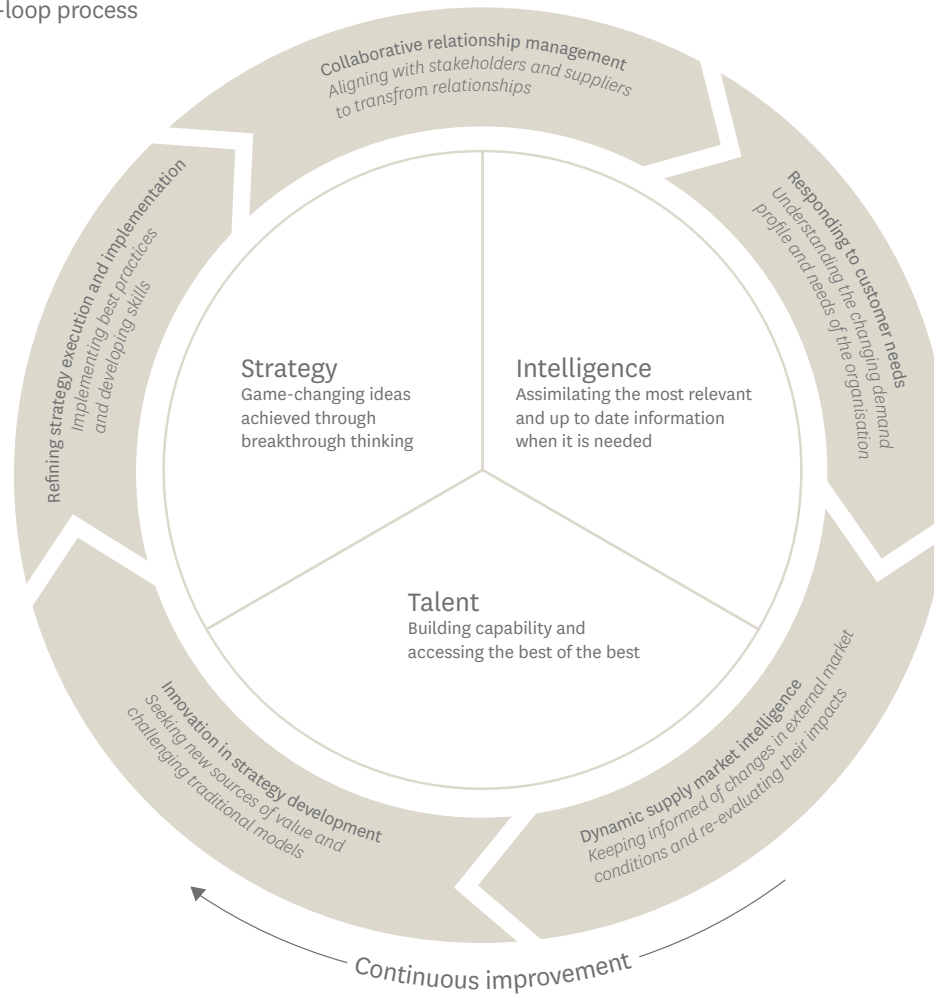 -loop process
Collaborative relationship management
Aligning with stakeholders and suppliers
to transfrom relationships
Responding to customer needs
Understanding the changing demand
profile and needs of the organisation
Dynamic supply market intelligence
Keeping informed of changes in external market
conditions and re-evaluating their impacts
Innovation in strategy development
Seeking new sources of value and
challenging traditional models
Refining strategy execution and implementation
Implementing best practices
and developing skills
Strategy
Game-changing ideas
achieved through
breakthrough thinking
Intelligence
Assimilating the most relevant
and up to date information
when it is needed
Talent
Building capability and
accessing the best of the best
Continuous improvement